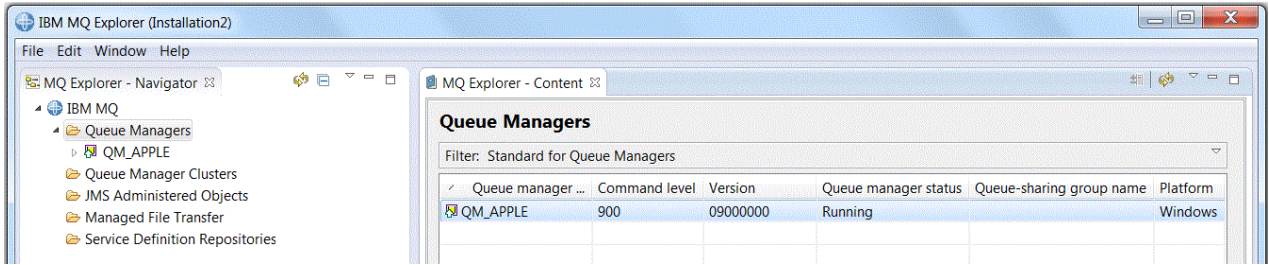 IBM MQ Explorer (Installation2)
File Edit Window Help
MQ Explorer - Navigator
IBM MQ
Queue Managers
QM_APPLE
Queue Manager Clusters
JMS Administered Objects
Managed File Transfer
Service Definition Repositories
MQ Explorer - Content
Queue Managers
Filter: Standard for Queue Managers
Queue manager ... Command level Version Queue manager status Queue-sharing group name Platform
QM_APPLE 900 09000000 Running Windows